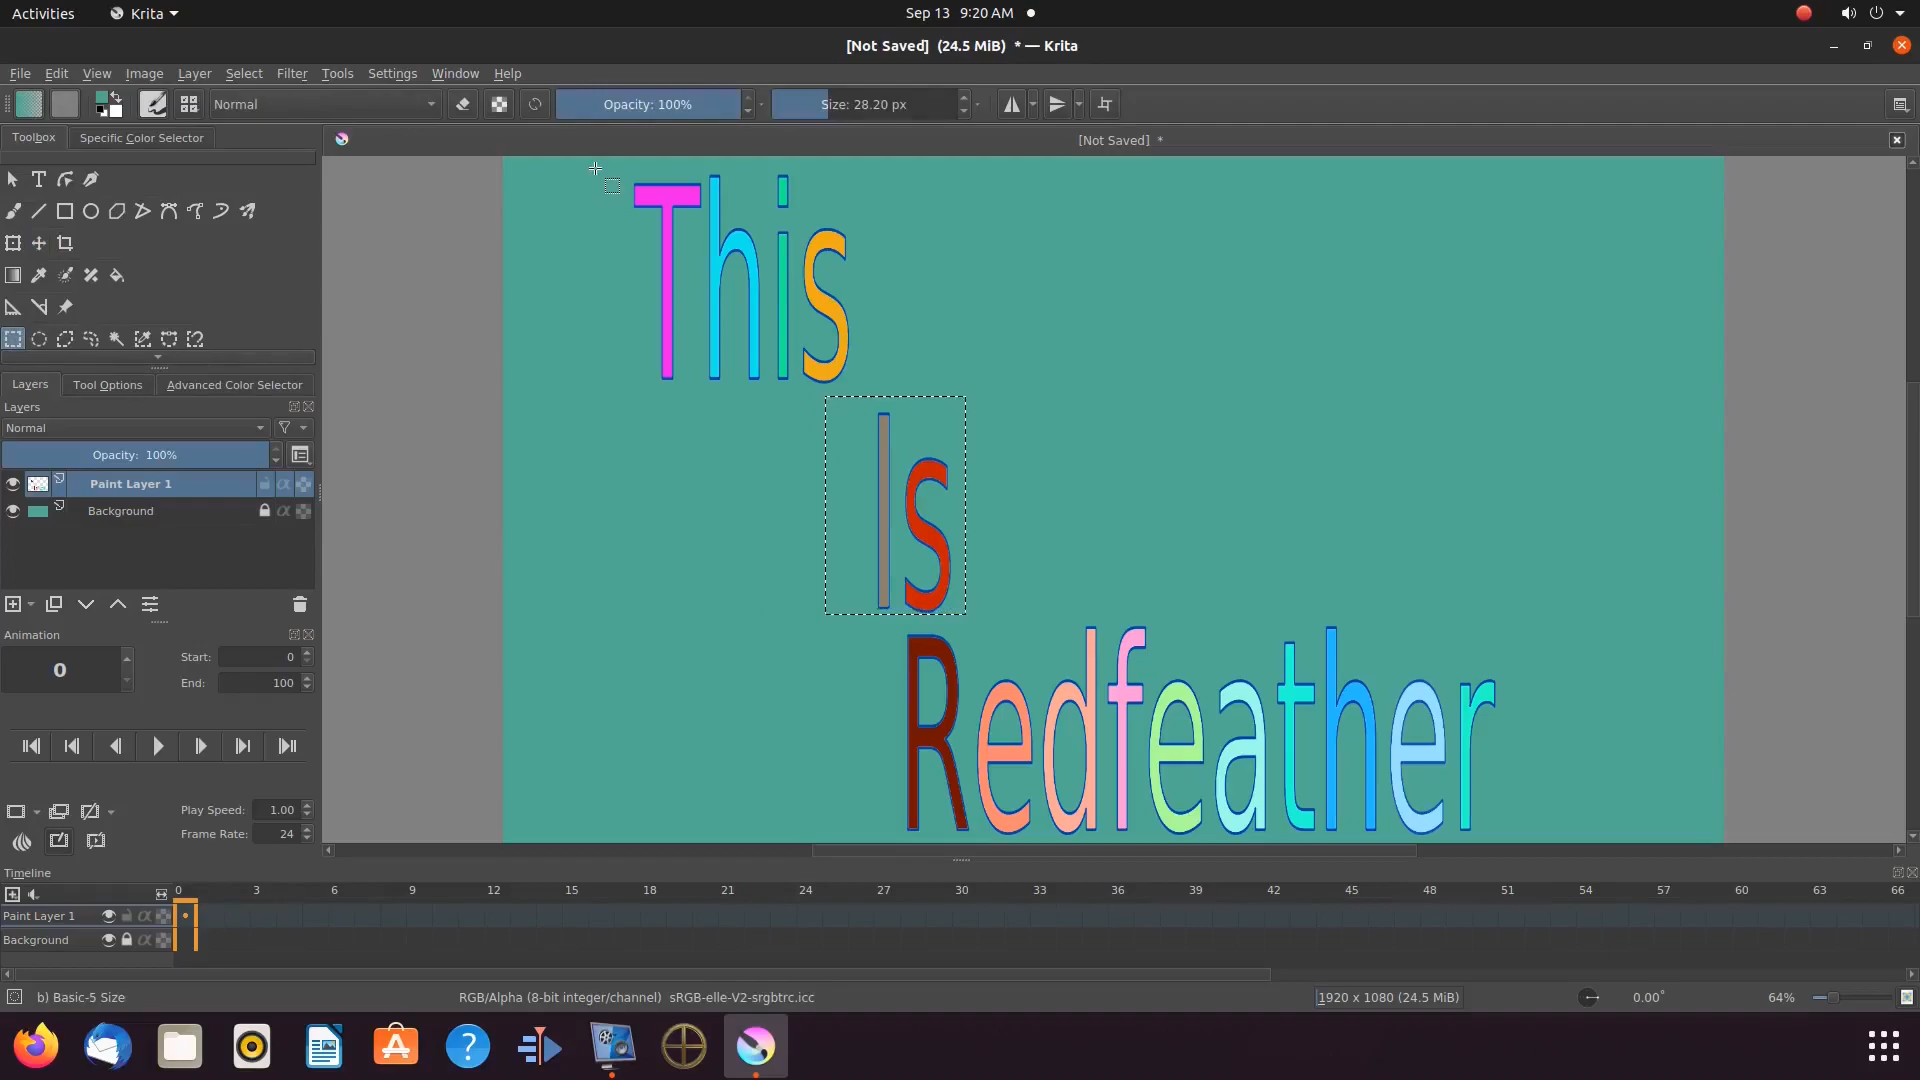 Activities Krita Sep 13 9:20 AM
[Not Saved] (24.5 MiB) * — Krita
File Edit View Image Layer Select Filter Tools Settings Window Help
Normal Opacity: 100% Size: 28.20 px
Toolbox Specific Color Selector [Not Saved] *
This
Is
Redfeather
Layers Tool Options Advanced Color Selector
Layers
Normal
Opacity: 100%
Paint Layer 1
Background
Animation
0 Start: 0
End: 100
Play Speed: 1.00
Frame Rate: 24
Timeline
0 3 6 9 12 15 18 21 24 27 30 33 36 39 42 45 48 51 54 57 60 63 66
Paint Layer 1
Background
b) Basic-5 Size RGB/Alpha (8-bit integer/channel) sRGB-elle-V2-srgbtrc.icc 1920 x 1080 (24.5 MiB) 0.00° 64%